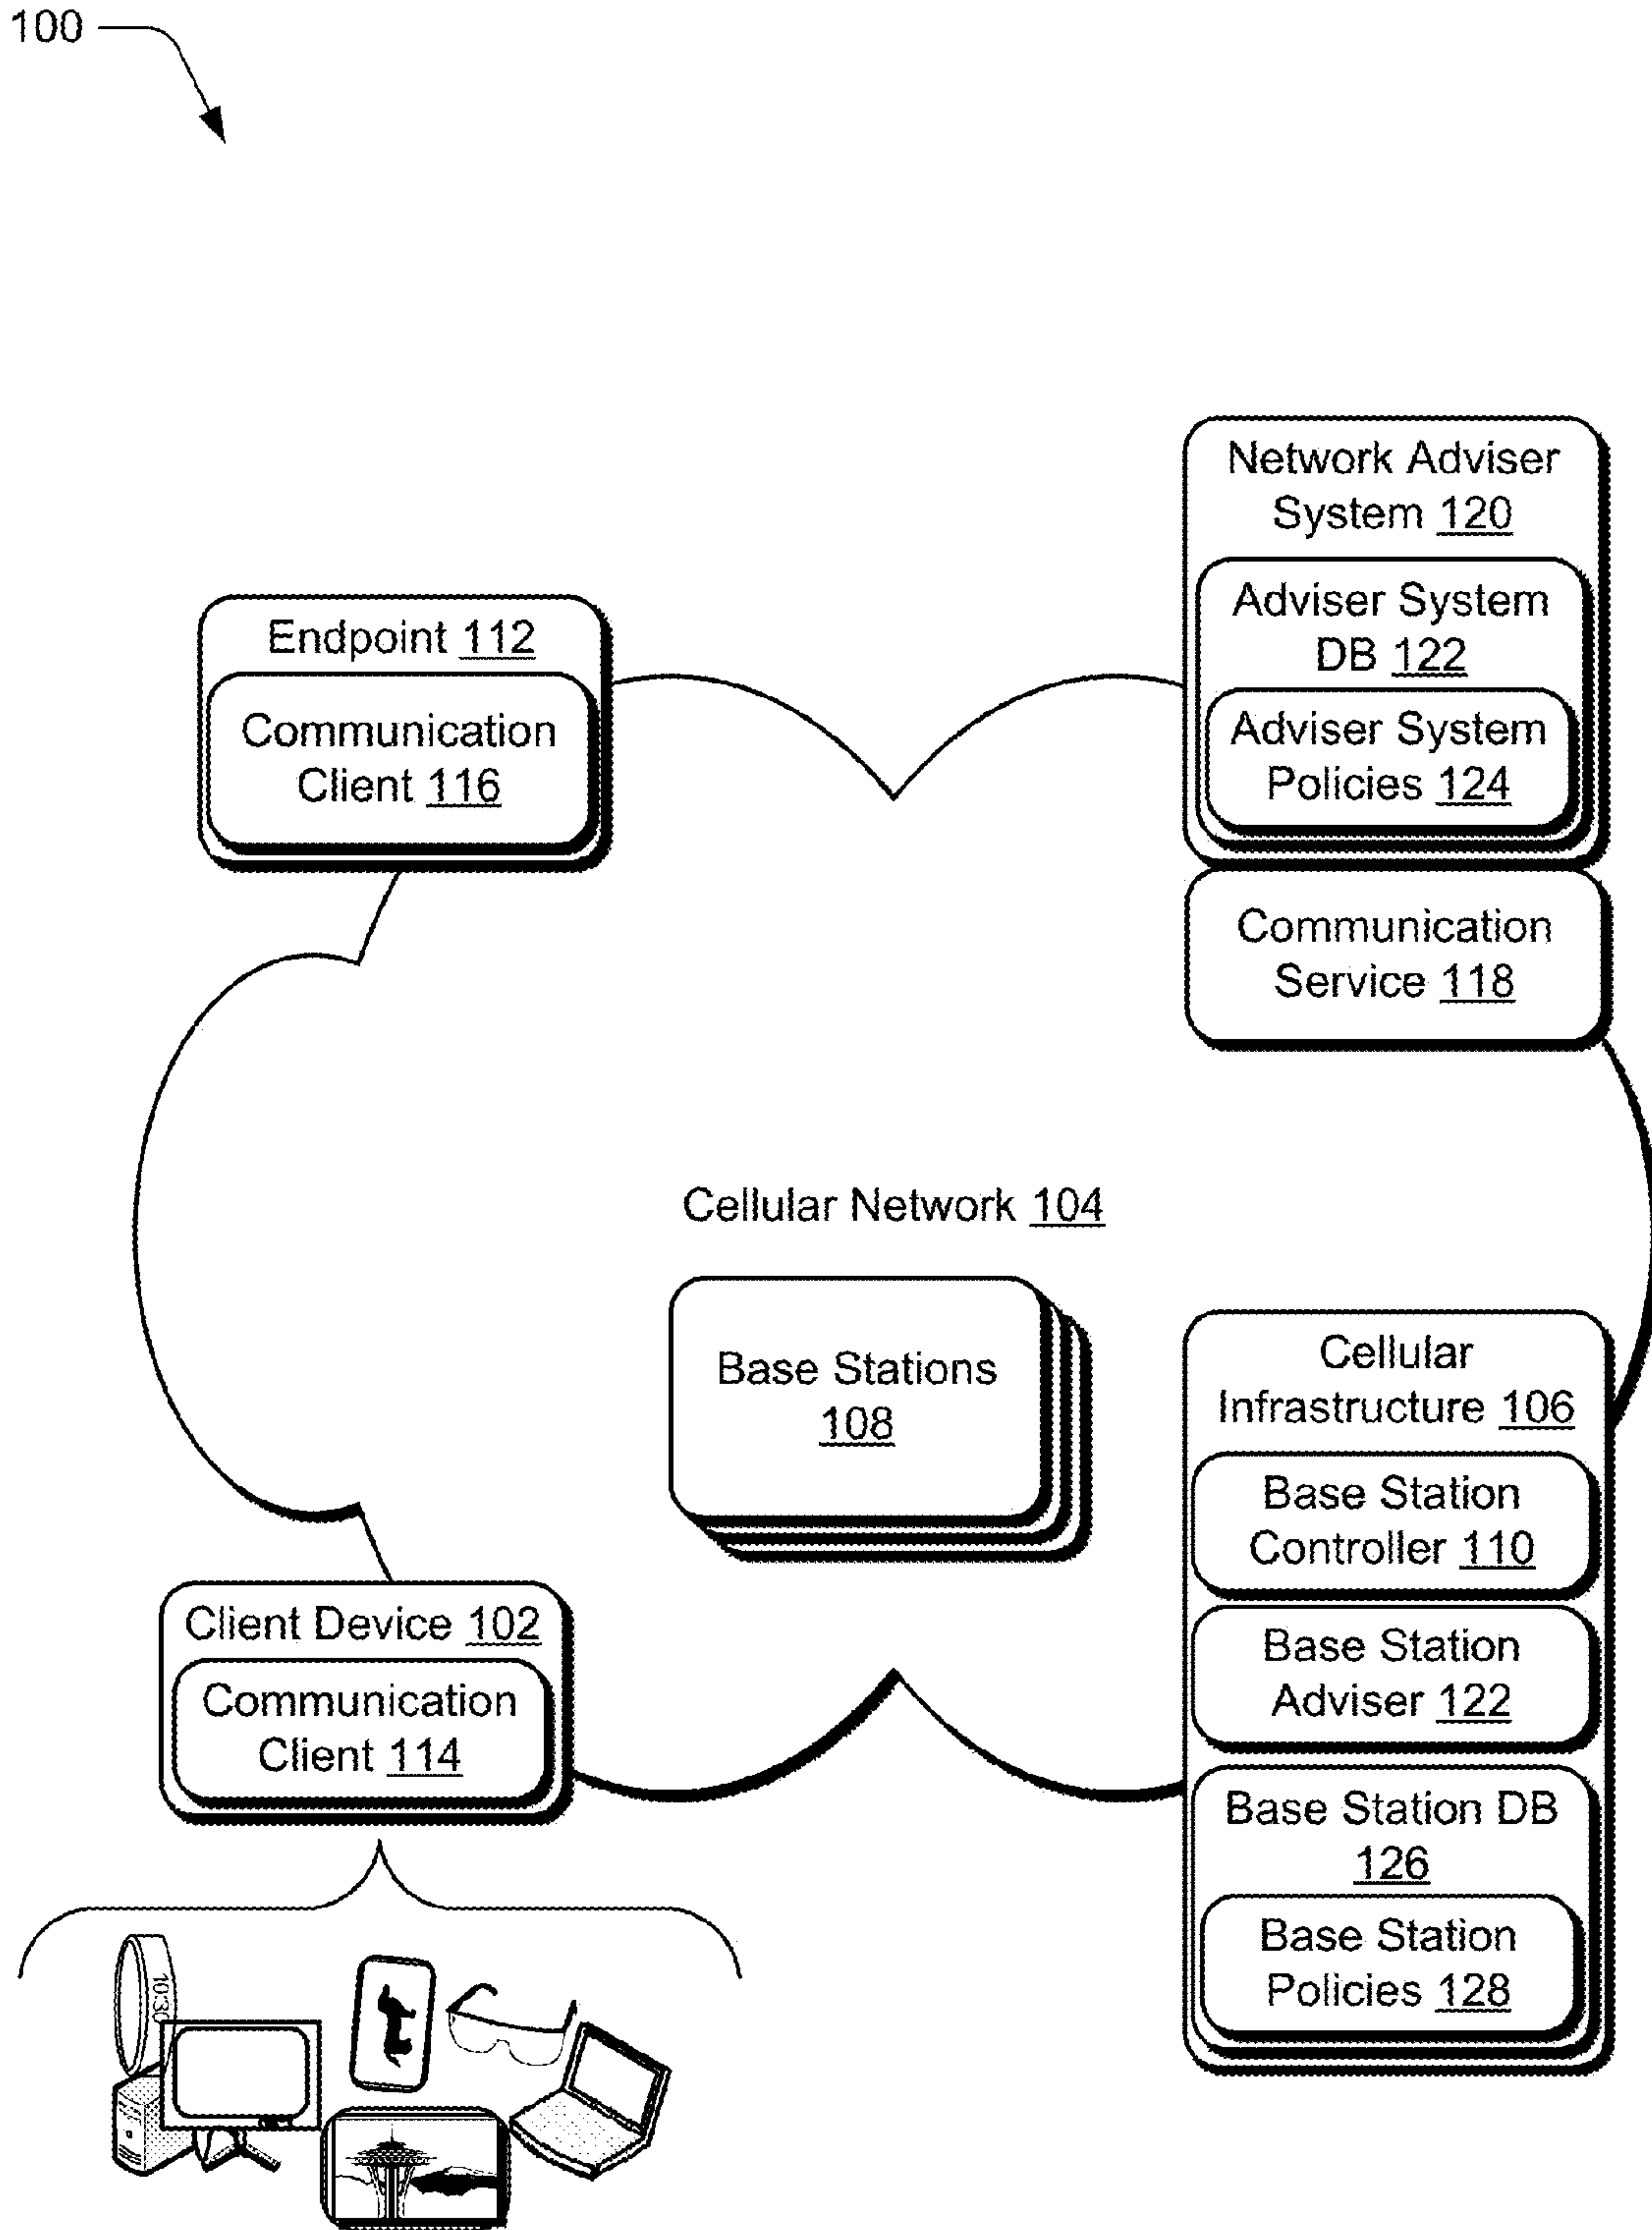 100
Network Adviser
System 120
Adviser System
DB 122
Adviser System
Policies 124
Endpoint 112
Communication
Client 116
Communication
Service 118
Cellular Network 104
Base Stations
108
Cellular
Infrastructure 106
Base Station
Controller 110
Base Station
Adviser 122
Base Station DB
126
Base Station
Policies 128
Client Device 102
Communication
Client 114
10:30